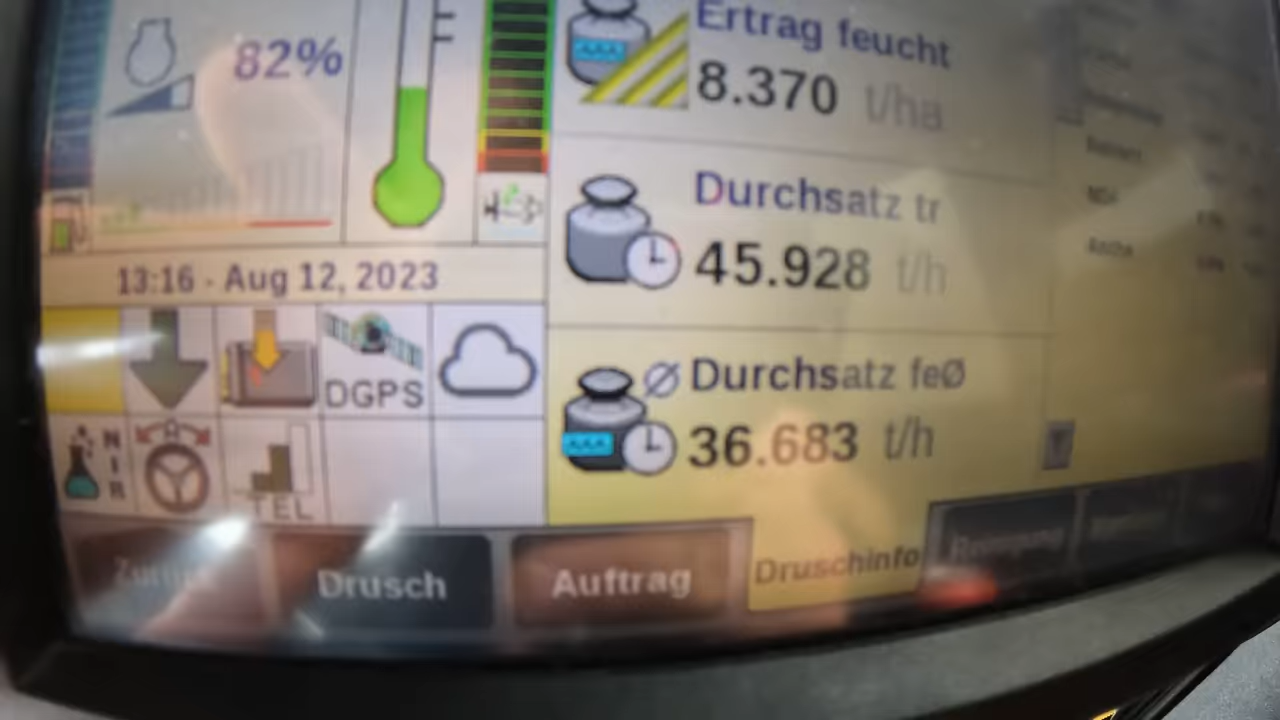 82%
Ertrag feucht
8.370 t/ha
Durchsatz tr
45.928 t/h
13:16 - Aug 12, 2023
DGPS
Ø Durchsatz feØ
36.683 t/h
NIR
A
TEL
Zurück
Drusch
Auftrag
Druschinfo